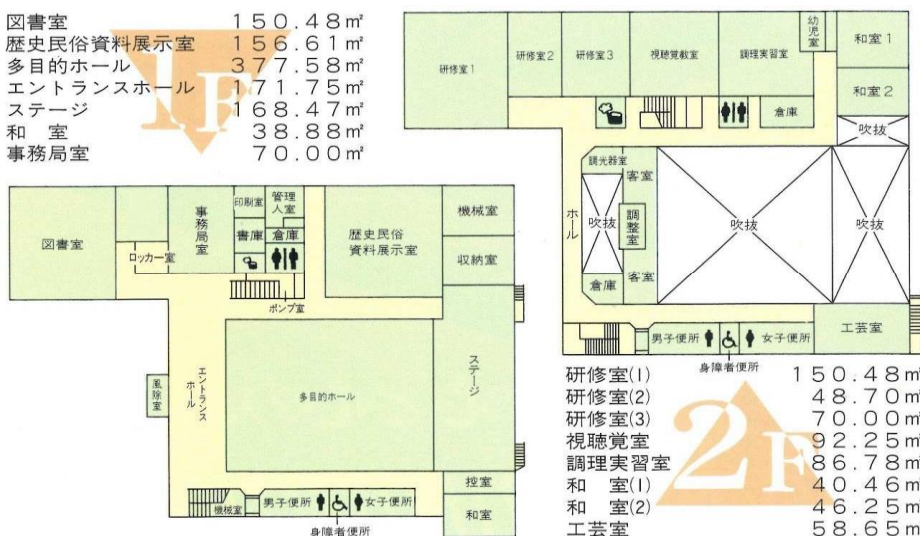 図書室 150.48㎡
歴史民俗資料展示室 156.61㎡
多目的ホール 377.58㎡
エントランスホール 171.75㎡
ステージ 168.47㎡
和 室 38.88㎡
事務局室 70.00㎡
1F
図書室
ロッカー室
事務局室
印刷室
管理人室
書庫
倉庫
歴史民俗資料展示室
機械室
収納室
ポンプ室
風除室
エントランスホール
多目的ホール
ステージ
機械室
男子便所
女子便所
身障者便所
控室
和室
研修室1
研修室2
研修室3
視聴覚教室
調理実習室
幼児室
和室1
和室2
倉庫
吹抜
調光器室
客室
ホール
吹抜
調整室
吹抜
吹抜
倉庫
客室
男子便所
女子便所
身障者便所
工芸室
研修室(1) 150.48㎡
研修室(2) 48.70㎡
研修室(3) 70.00㎡
視聴覚室 92.25㎡
調理実習室 86.78㎡
和 室(1) 40.46㎡
和 室(2) 46.25㎡
工芸室 58.65㎡
2F